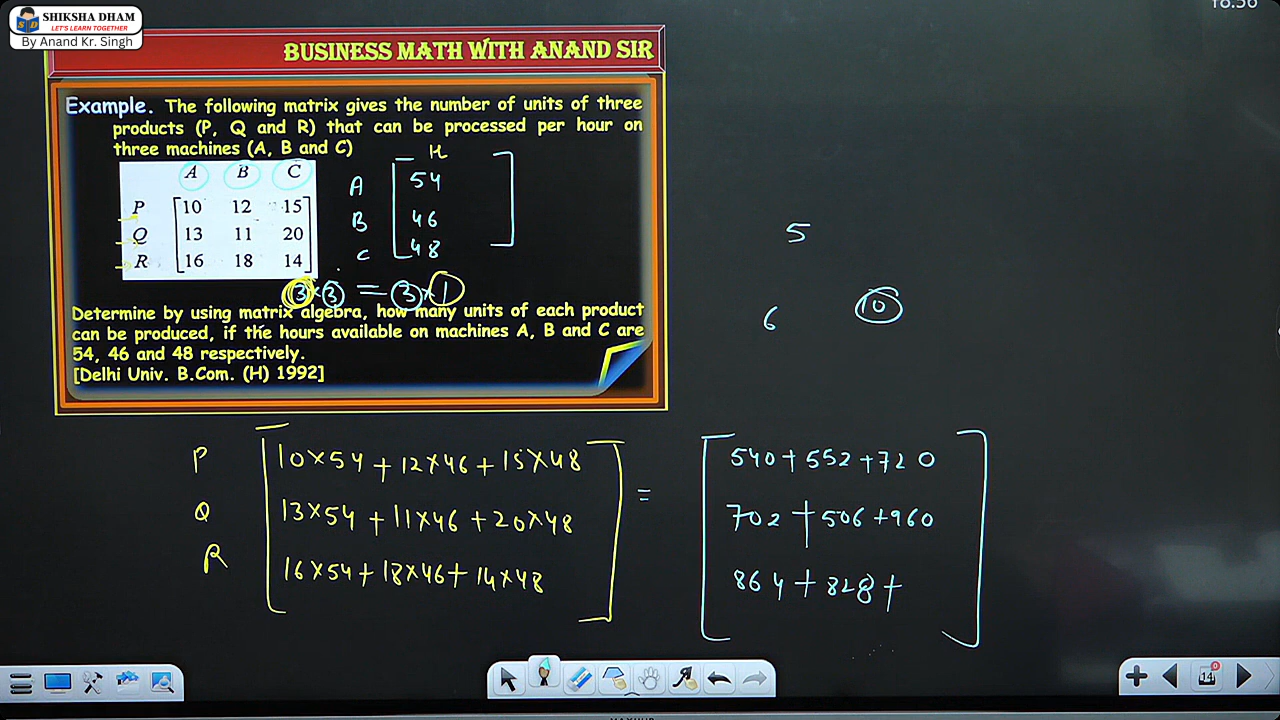 SHIKSHA DHAM
LET'S LEARN TOGETHER
By Anand Kr. Singh
18:56
BUSINESS MATH WITH ANAND SIR
Example. The following matrix gives the number of units of three
products (P, Q and R) that can be processed per hour on
three machines (A, B and C)
A B C
P 10 12 15
Q 13 11 20
R 16 18 14
H
A 54
B 46
C 48
3 × 3 = 3 × 1
Determine by using matrix algebra, how many units of each product
can be produced, if the hours available on machines A, B and C are
54, 46 and 48 respectively.
[Delhi Univ. B.Com. (H) 1992]
5
6 10
P 10×54 + 12×46 + 15×48
Q 13×54 + 11×46 + 20×48
R 16×54 + 18×46 + 14×48
=
540 + 552 + 720
702 + 506 + 960
864 + 828 +
14